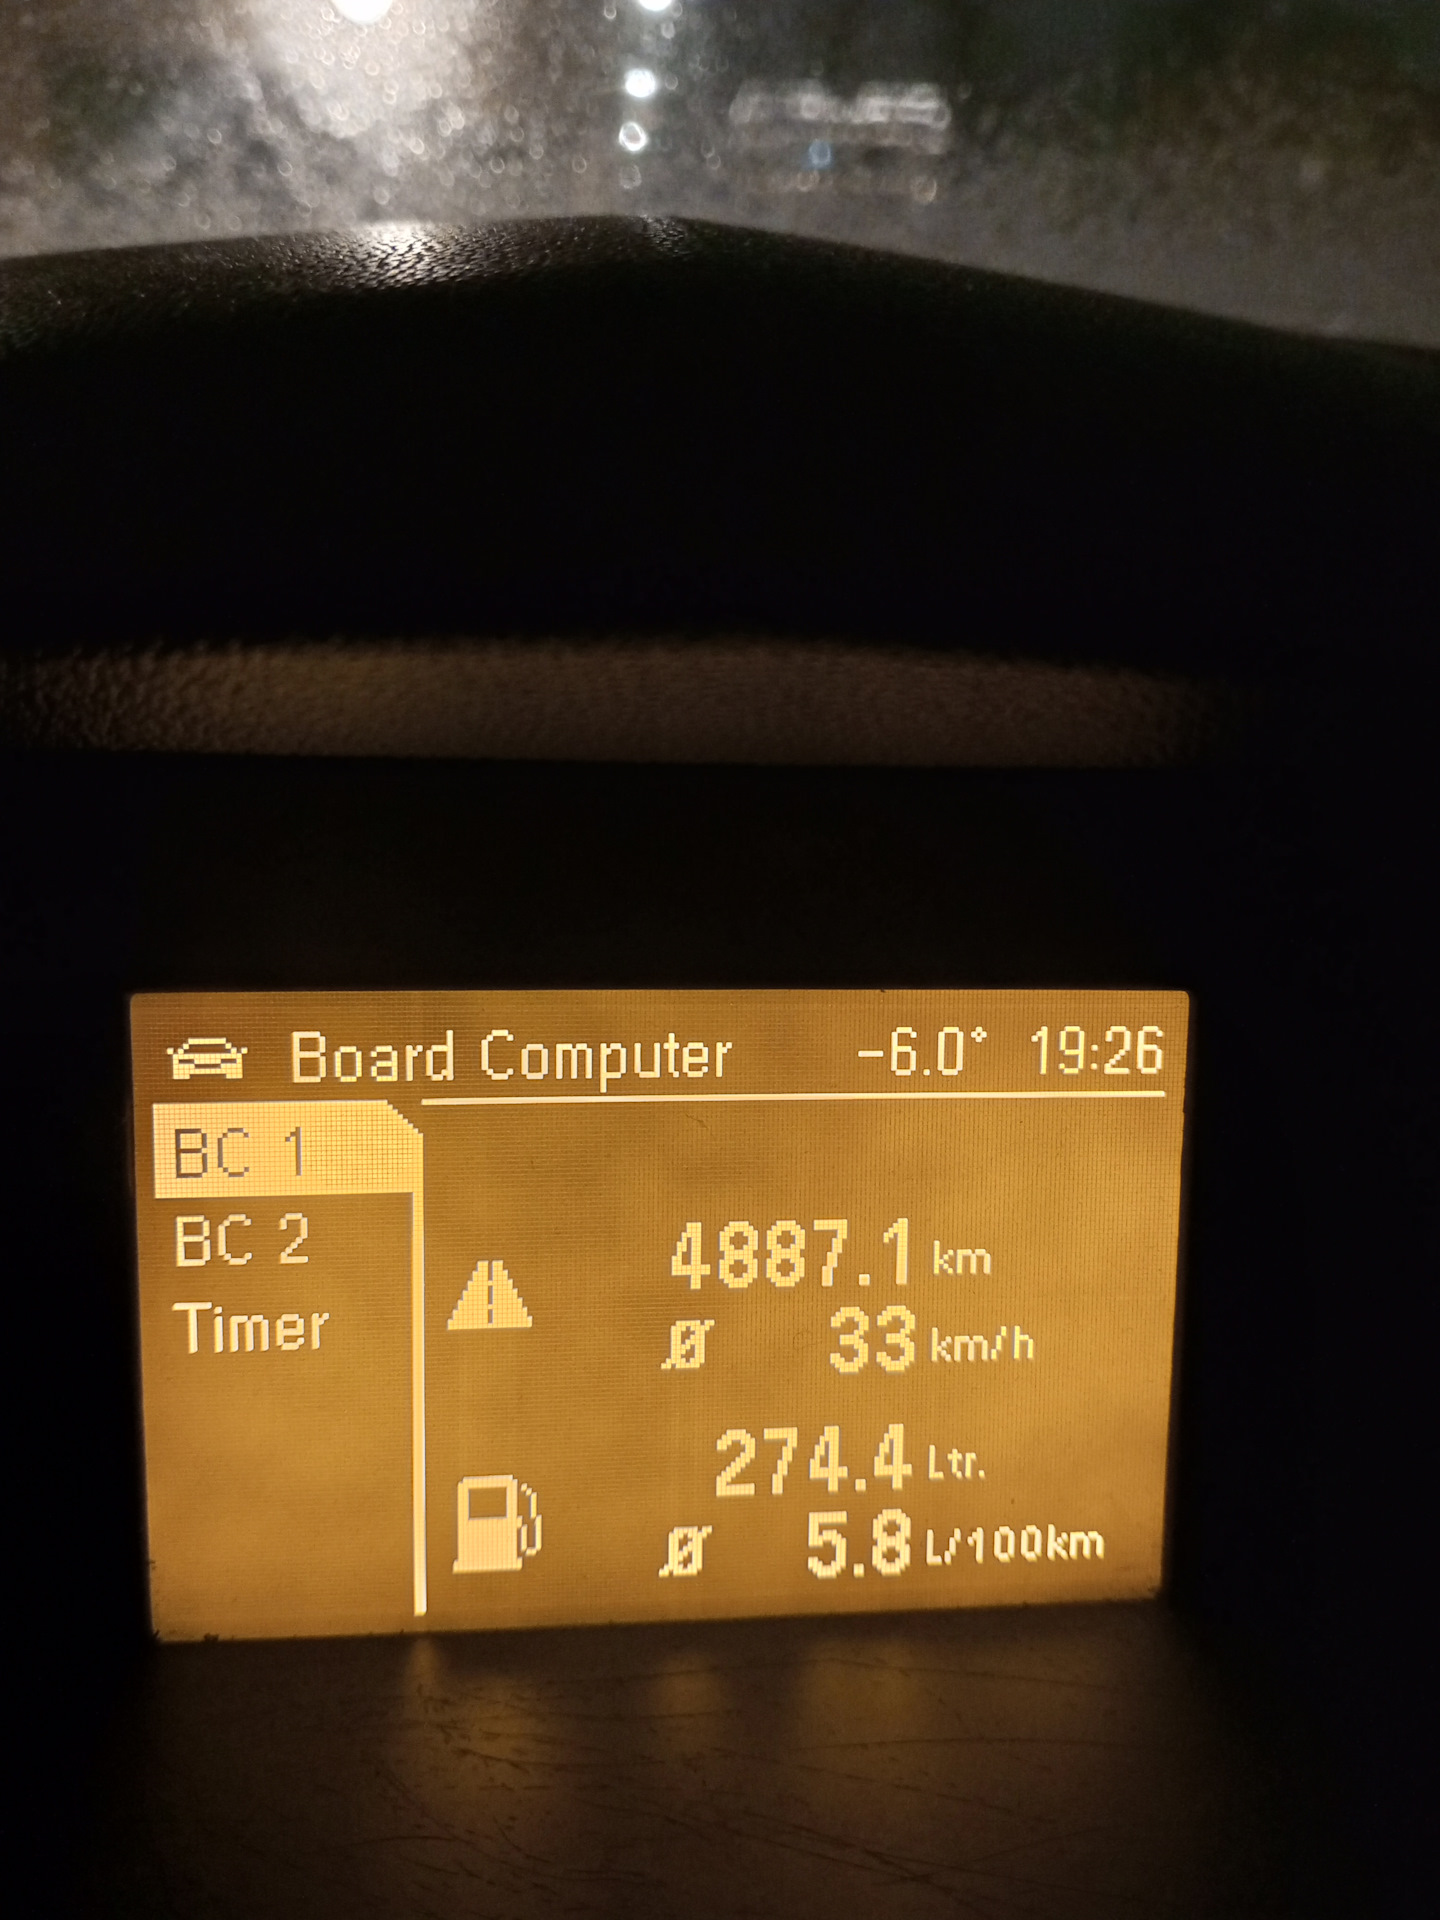 Board Computer -6.0° 19:26
BC 1
BC 2
Timer
4887.1 km
Ø 33 km/h
274.4 Ltr.
Ø 5.8 L/100km